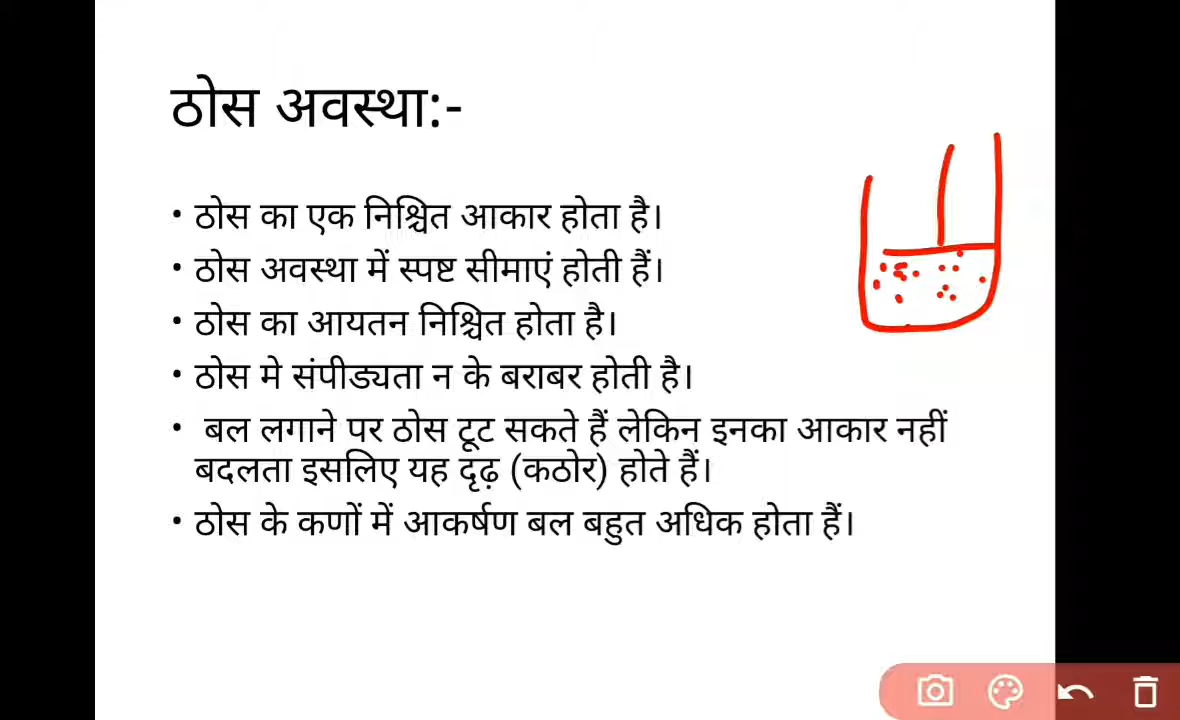 ठोस अवस्था:-
• ठोस का एक निश्चित आकार होता है।
• ठोस अवस्था में स्पष्ट सीमाएं होती हैं।
• ठोस का आयतन निश्चित होता है।
• ठोस मे संपीड्यता न के बराबर होती है।
• बल लगाने पर ठोस टूट सकते हैं लेकिन इनका आकार नहीं
बदलता इसलिए यह दृढ़ (कठोर) होते हैं।
• ठोस के कणों में आकर्षण बल बहुत अधिक होता हैं।